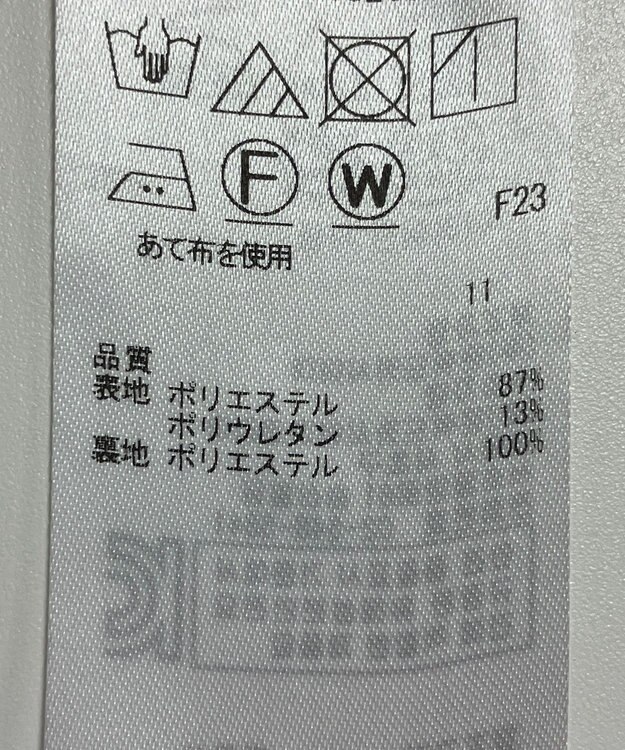 F
W
F23
あて布を使用
11
品質
表地 ポリエステル 87%
ポリウレタン 13%
裏地 ポリエステル 100%